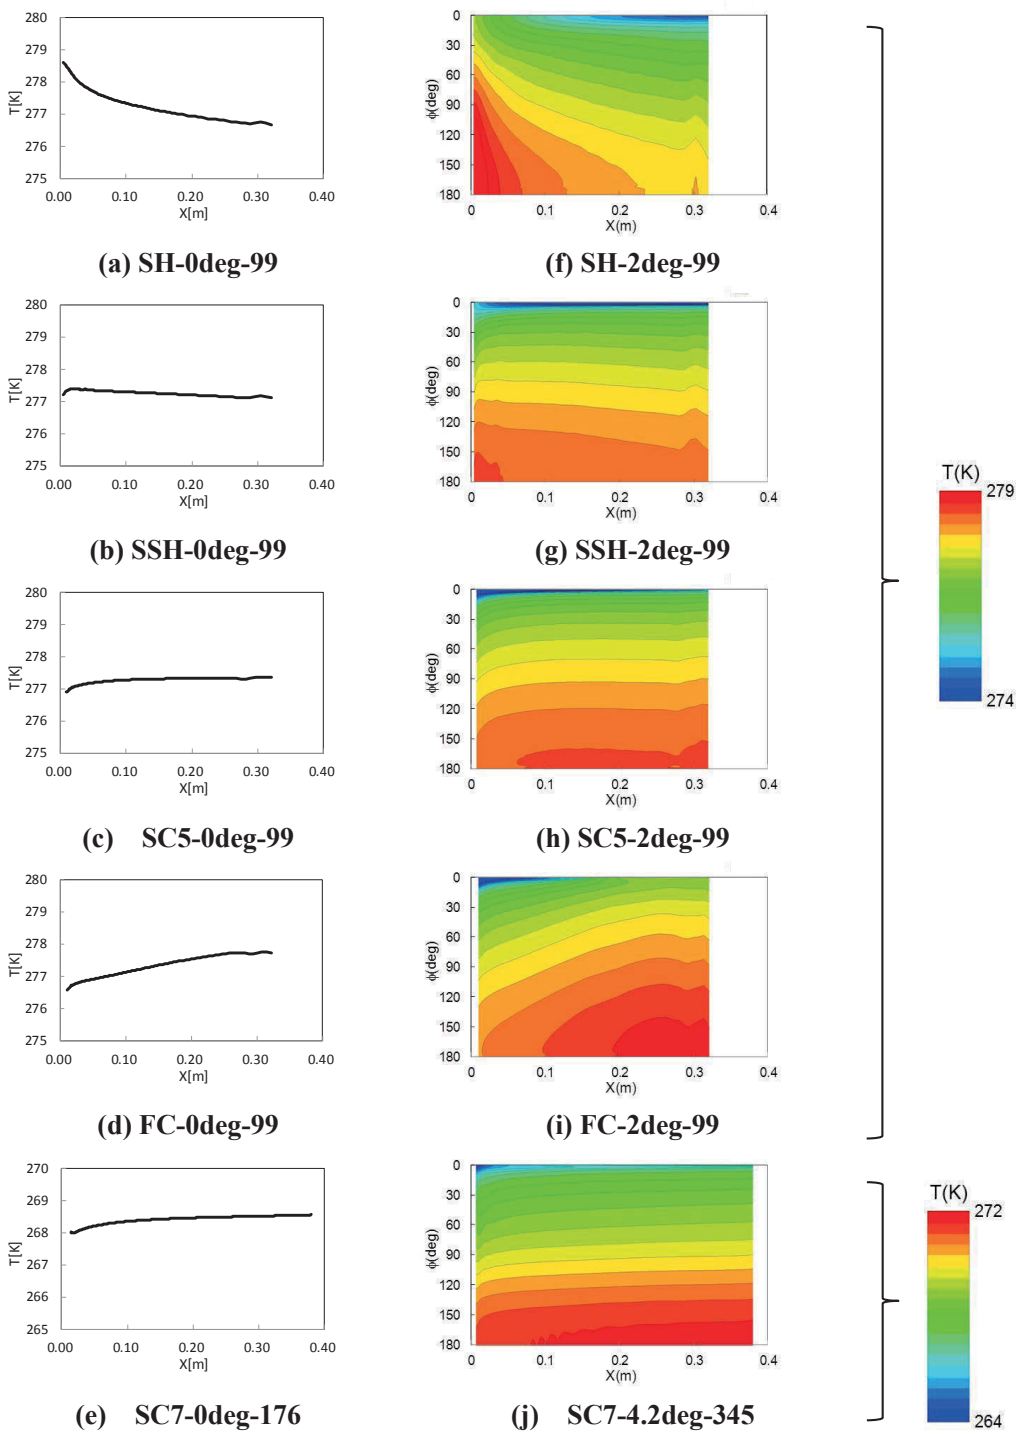 280
279
278
277
276
275
T[K]
0.00 0.10 0.20 0.30 0.40
X[m]
(a) SH-0deg-99
0
30
60
90
120
150
180
ϕ(deg)
0 0.1 0.2 0.3 0.4
X(m)
(f) SH-2deg-99
280
279
278
277
276
275
T[K]
0.00 0.10 0.20 0.30 0.40
X[m]
(b) SSH-0deg-99
0
30
60
90
120
150
180
ϕ(deg)
0 0.1 0.2 0.3 0.4
X(m)
(g) SSH-2deg-99
280
279
278
277
276
275
T[K]
0.00 0.10 0.20 0.30 0.40
X[m]
(c) SC5-0deg-99
0
30
60
90
120
150
180
ϕ(deg)
0 0.1 0.2 0.3 0.4
X(m)
(h) SC5-2deg-99
280
279
278
277
276
275
T[K]
0.00 0.10 0.20 0.30 0.40
X[m]
(d) FC-0deg-99
0
30
60
90
120
150
180
ϕ(deg)
0 0.1 0.2 0.3 0.4
X(m)
(i) FC-2deg-99
T(K)
279
274
270
269
268
267
266
265
T[K]
0.00 0.10 0.20 0.30 0.40
X[m]
(e) SC7-0deg-176
0
30
60
90
120
150
180
ϕ(deg)
0 0.1 0.2 0.3 0.4
X(m)
(j) SC7-4.2deg-345
T(K)
272
264